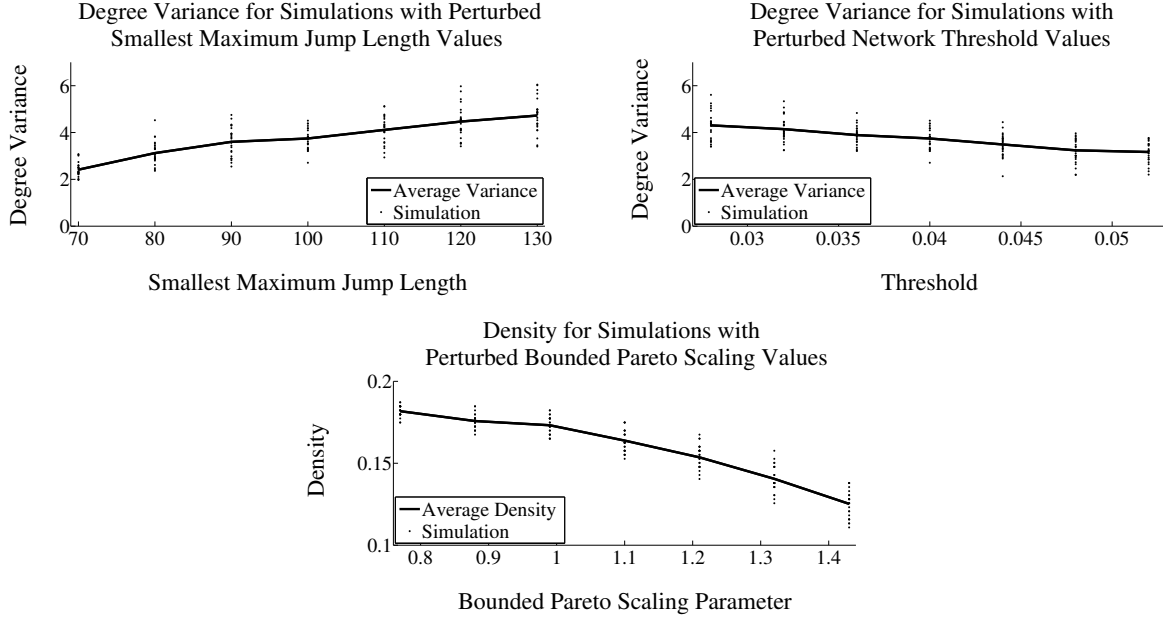 Degree Variance for Simulations with Perturbed
Smallest Maximum Jump Length Values
Degree Variance
6
4
2
0
Average Variance
Simulation
70 80 90 100 110 120 130
Smallest Maximum Jump Length
Degree Variance for Simulations with
Perturbed Network Threshold Values
Degree Variance
6
4
2
0
Average Variance
Simulation
0.03 0.035 0.04 0.045 0.05
Threshold
Density for Simulations with
Perturbed Bounded Pareto Scaling Values
Density
0.2
0.15
0.1
Average Density
Simulation
0.8 0.9 1 1.1 1.2 1.3 1.4
Bounded Pareto Scaling Parameter